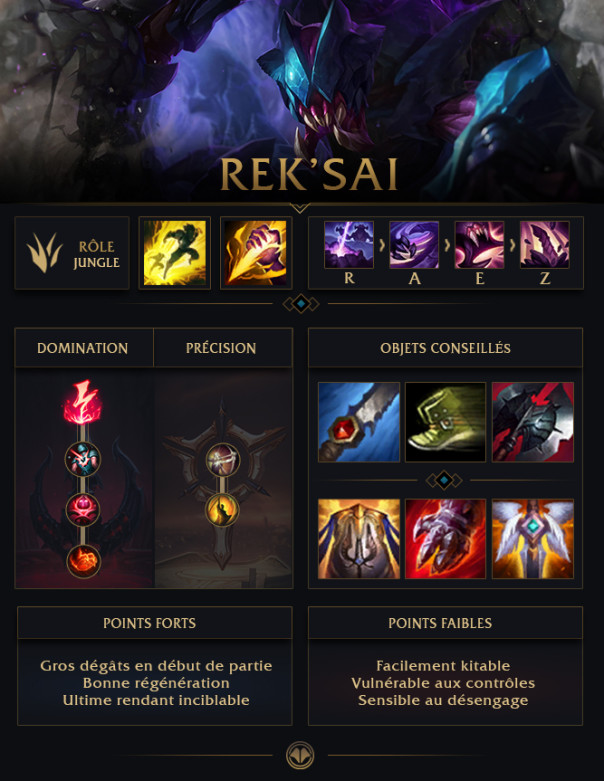 REK'SAI
RÔLE
JUNGLE
R
A
E
Z
DOMINATION
PRÉCISION
OBJETS CONSEILLÉS
POINTS FORTS
Gros dégâts en début de partie
Bonne régénération
Ultime rendant inciblable
POINTS FAIBLES
Facilement kitable
Vulnérable aux contrôles
Sensible au désengage